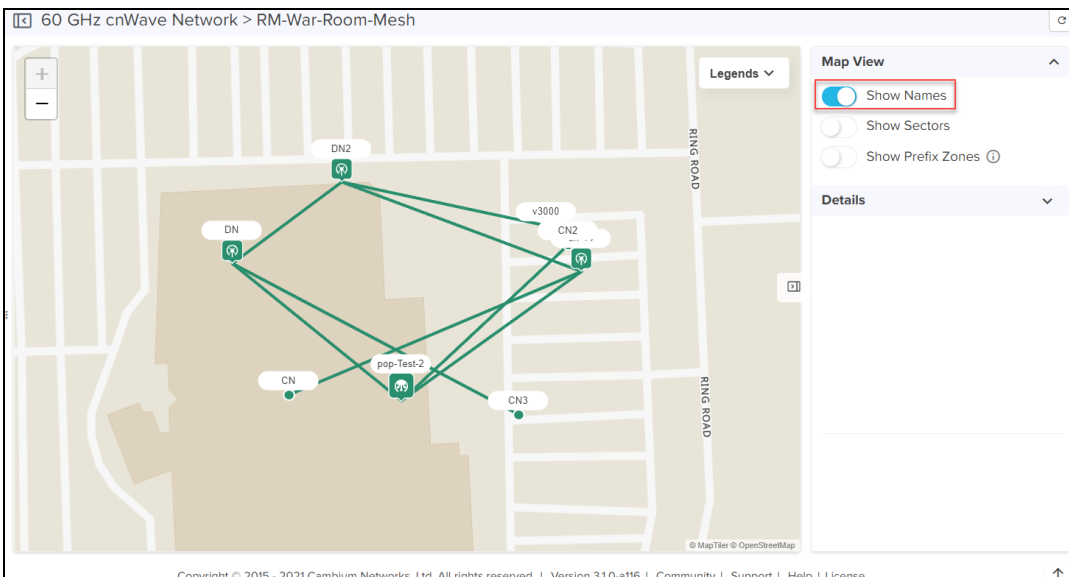 60 GHz cnWave Network > RM-War-Room-Mesh
Legends
Map View
Show Names
Show Sectors
Show Prefix Zones
Details
RING ROAD
DN2
v3000
CN2
DN
pop-Test-2
CN
CN3
RING ROAD
© MapTiler © OpenStreetMap
Copyright © 2015 - 2021 Cambium Networks, Ltd. All rights reserved. | Version 3.1.0-a116 | Community | Support | Help | License